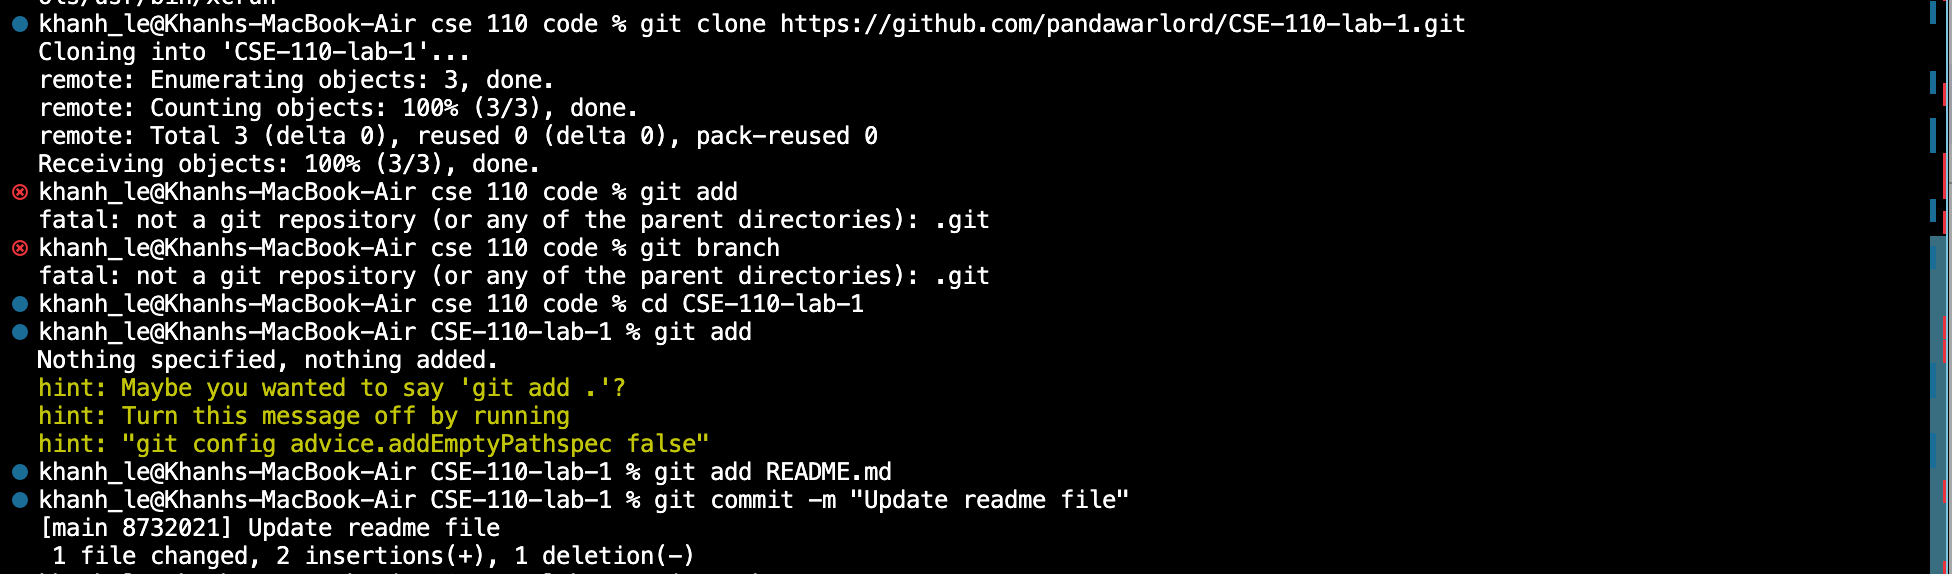 khanh_le@Khanhs-MacBook-Air cse 110 code % git clone https://github.com/pandawarlord/CSE-110-lab-1.git
Cloning into 'CSE-110-lab-1'...
remote: Enumerating objects: 3, done.
remote: Counting objects: 100% (3/3), done.
remote: Total 3 (delta 0), reused 0 (delta 0), pack-reused 0
Receiving objects: 100% (3/3), done.
khanh_le@Khanhs-MacBook-Air cse 110 code % git add
fatal: not a git repository (or any of the parent directories): .git
khanh_le@Khanhs-MacBook-Air cse 110 code % git branch
fatal: not a git repository (or any of the parent directories): .git
khanh_le@Khanhs-MacBook-Air cse 110 code % cd CSE-110-lab-1
khanh_le@Khanhs-MacBook-Air CSE-110-lab-1 % git add
Nothing specified, nothing added.
hint: Maybe you wanted to say 'git add .'?
hint: Turn this message off by running
hint: "git config advice.addEmptyPathspec false"
khanh_le@Khanhs-MacBook-Air CSE-110-lab-1 % git add README.md
khanh_le@Khanhs-MacBook-Air CSE-110-lab-1 % git commit -m "Update readme file"
[main 8732021] Update readme file
1 file changed, 2 insertions(+), 1 deletion(-)